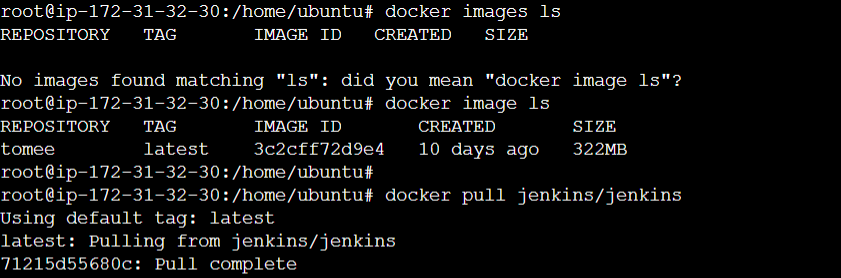 root@ip-172-31-32-30:/home/ubuntu# docker images ls
REPOSITORY   TAG       IMAGE ID   CREATED   SIZE
No images found matching "ls": did you mean "docker image ls"?
root@ip-172-31-32-30:/home/ubuntu# docker image ls
REPOSITORY   TAG       IMAGE ID       CREATED       SIZE
tomee        latest    3c2cff72d9e4   10 days ago   322MB
root@ip-172-31-32-30:/home/ubuntu#
root@ip-172-31-32-30:/home/ubuntu# docker pull jenkins/jenkins
Using default tag: latest
latest: Pulling from jenkins/jenkins
71215d55680c: Pull complete